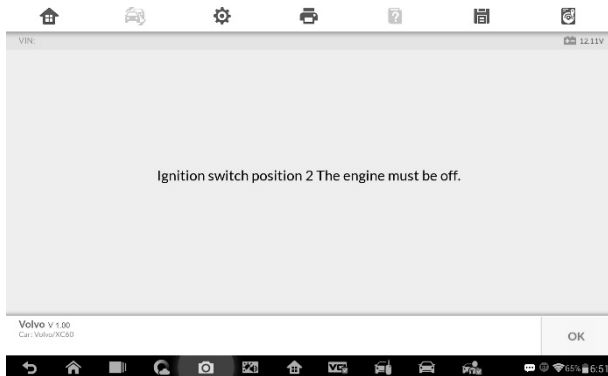 VIN:
12.11V
Ignition switch position 2 The engine must be off.
Volvo V 1.00
Car: Volvo/XC60
OK
65% 6:51